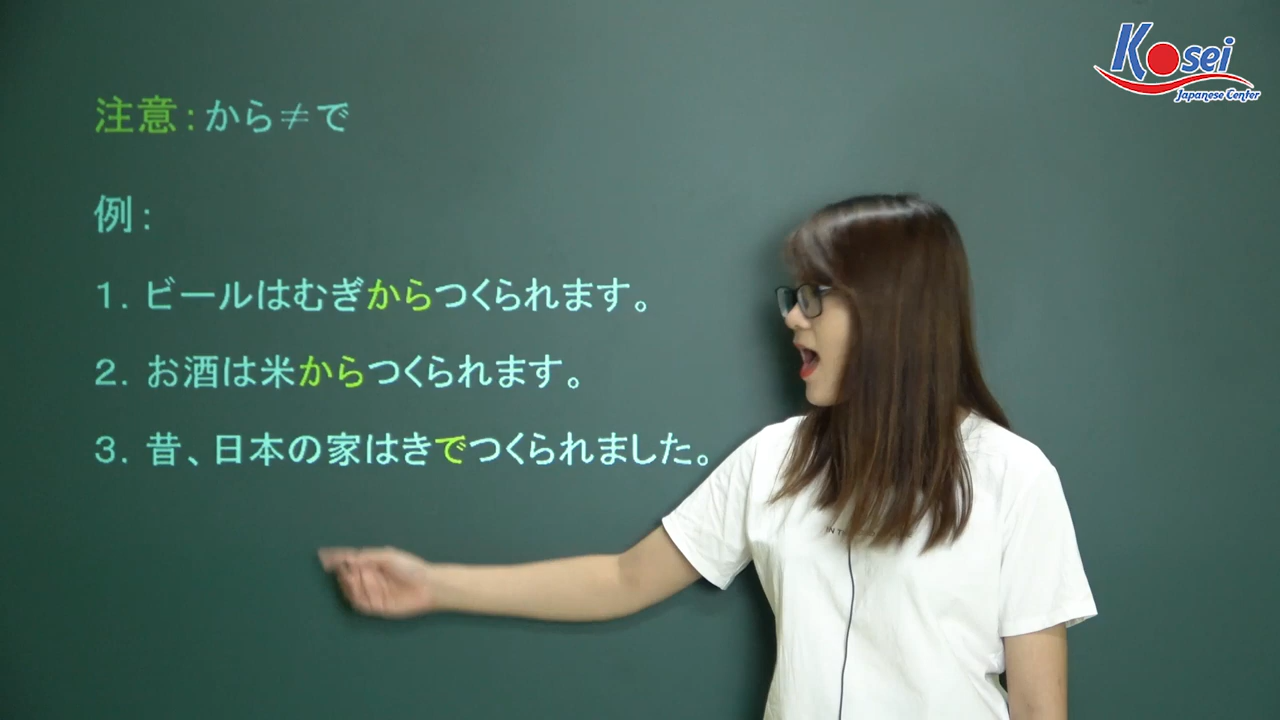 Kosei
Japanese Center
注意：から≠で
例：
1. ビールはむぎからつくられます。
2. お酒は米からつくられます。
3. 昔、日本の家はきでつくられました。